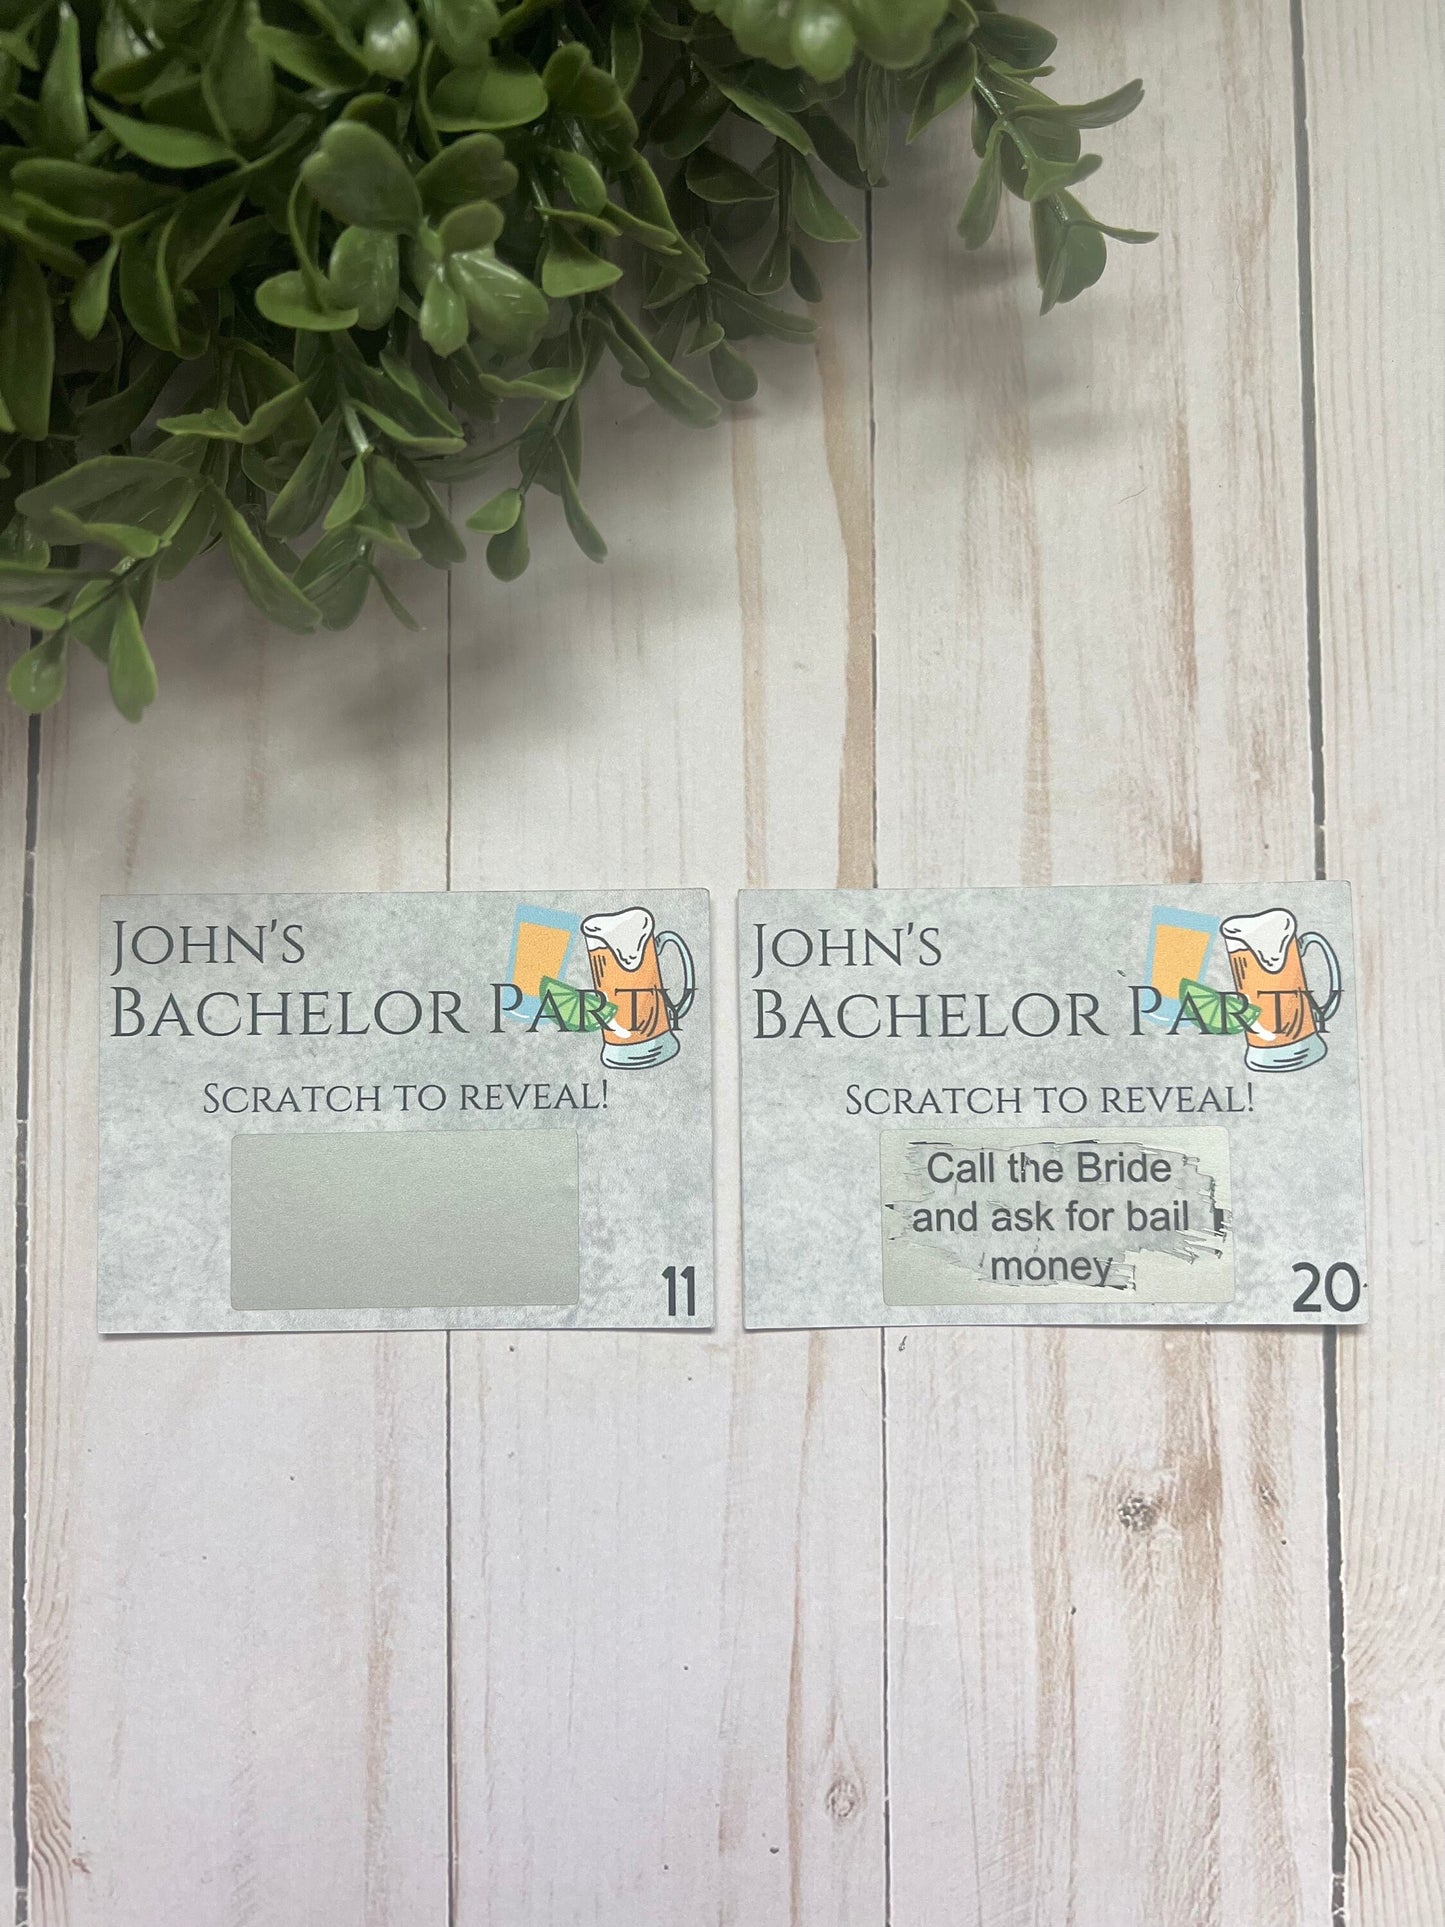 JOHN'S
BACHELOR PARTY
SCRATCH TO REVEAL!
11
JOHN'S
BACHELOR PARTY
SCRATCH TO REVEAL!
Call the Bride
and ask for bail
money
20